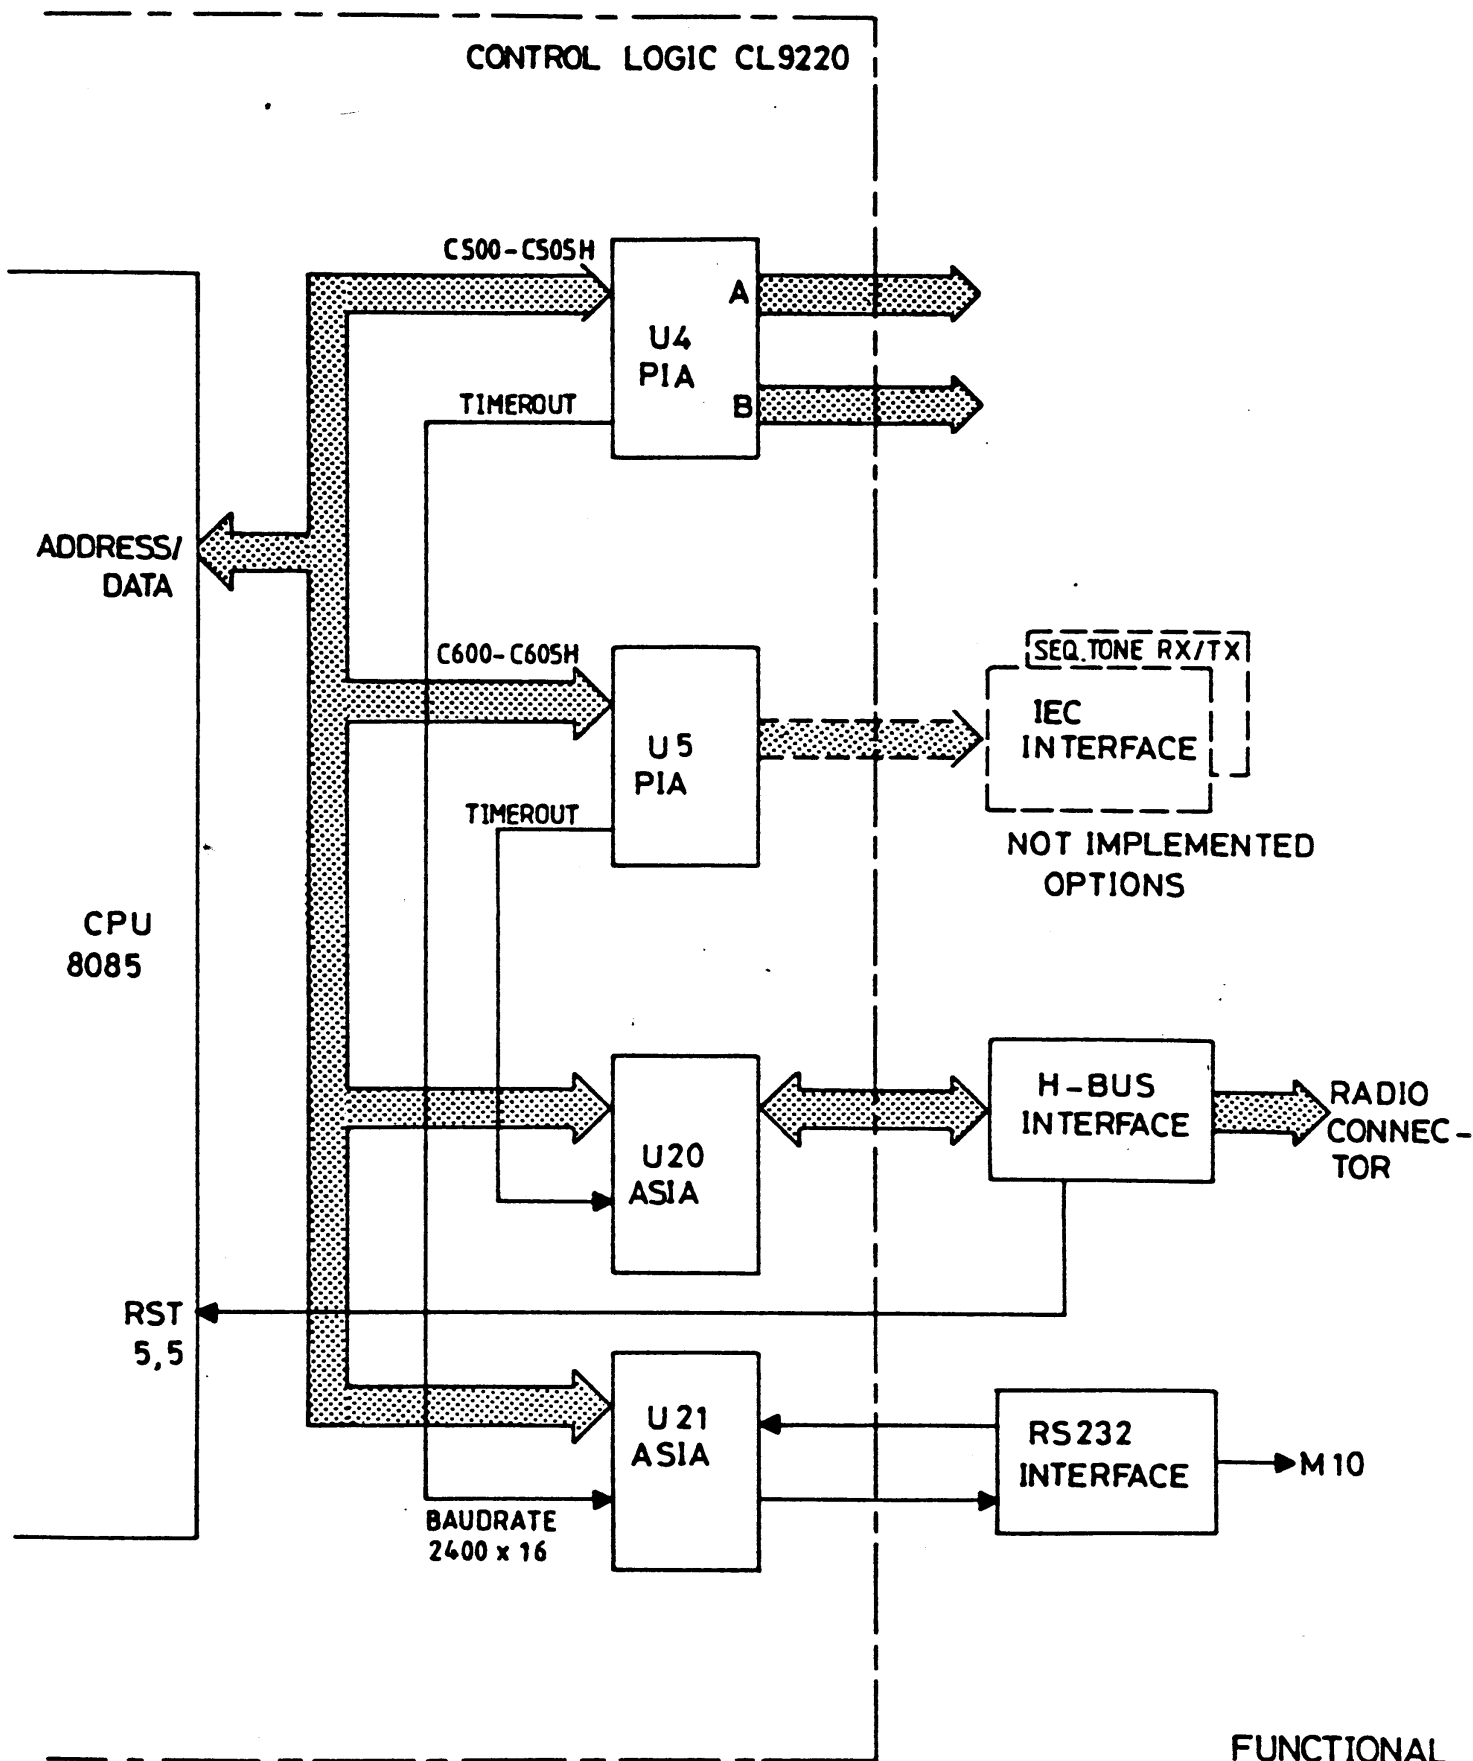 CONTROL LOGIC CL9220
C500-C505H
A
U4
PIA
B
TIMEROUT
ADDRESS/
DATA
C600-C605H
SEQ.TONE RX/TX
IEC
INTERFACE
U5
PIA
TIMEROUT
NOT IMPLEMENTED
OPTIONS
CPU
8085
H-BUS
INTERFACE
RADIO
CONNEC-
TOR
U20
ASIA
RST
5,5
U21
ASIA
RS232
INTERFACE
M10
BAUDRATE
2400 x 16
FUNCTIONAL